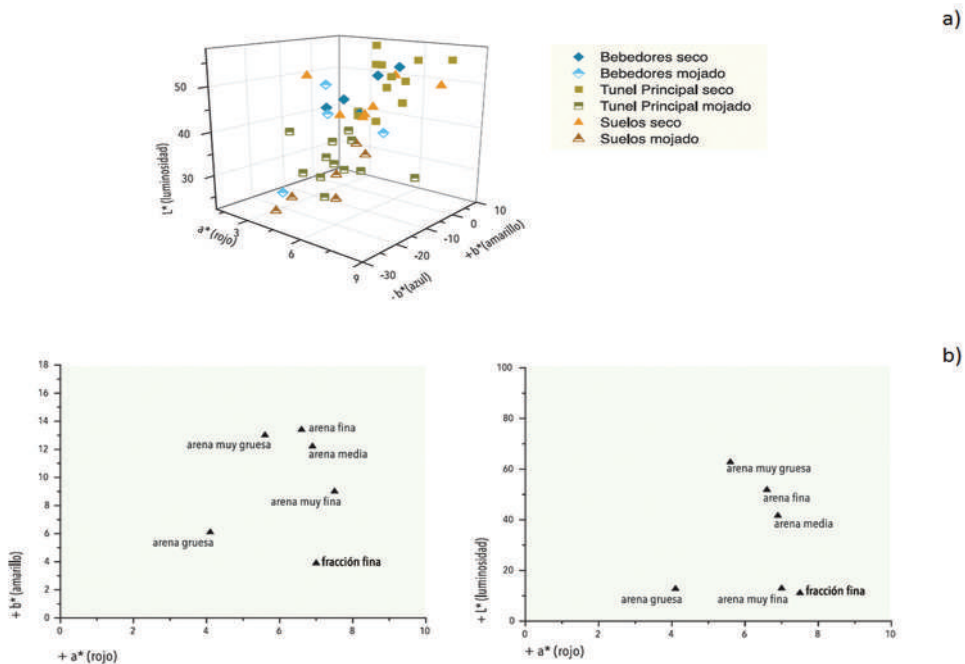 a)
Bebedores seco
Bebedores mojado
Tunel Principal seco
Tunel Principal mojado
Suelos seco
Suelos mojado
50
40
30
L* (luminosidad)
3
6
9
a* (rojo)
-30
-20
-10
0
10
- b*(azul)
+b*(amarillo)
b)
18
16
14
12
10
8
6
4
2
0
0
2
4
6
8
10
+ b* (amarillo)
+ a* (rojo)
arena fina
arena muy gruesa
arena media
arena muy fina
arena gruesa
fracción fina
100
80
60
40
20
0
0
2
4
6
8
10
+ L* (luminosidad)
+ a* (rojo)
arena muy gruesa
arena fina
arena media
arena gruesa
arena muy fina
fracción fina